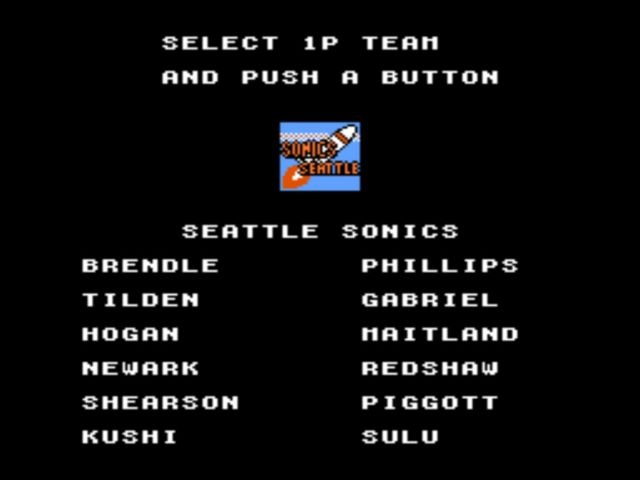 SELECT 1P TEAM
AND PUSH A BUTTON
SONICS
SEATTLE
SEATTLE SONICS
BRENDLE PHILLIPS
TILDEN GABRIEL
HOGAN MAITLAND
NEWARK REDSHAW
SHEARSON PIGGOTT
KUSHI SULU